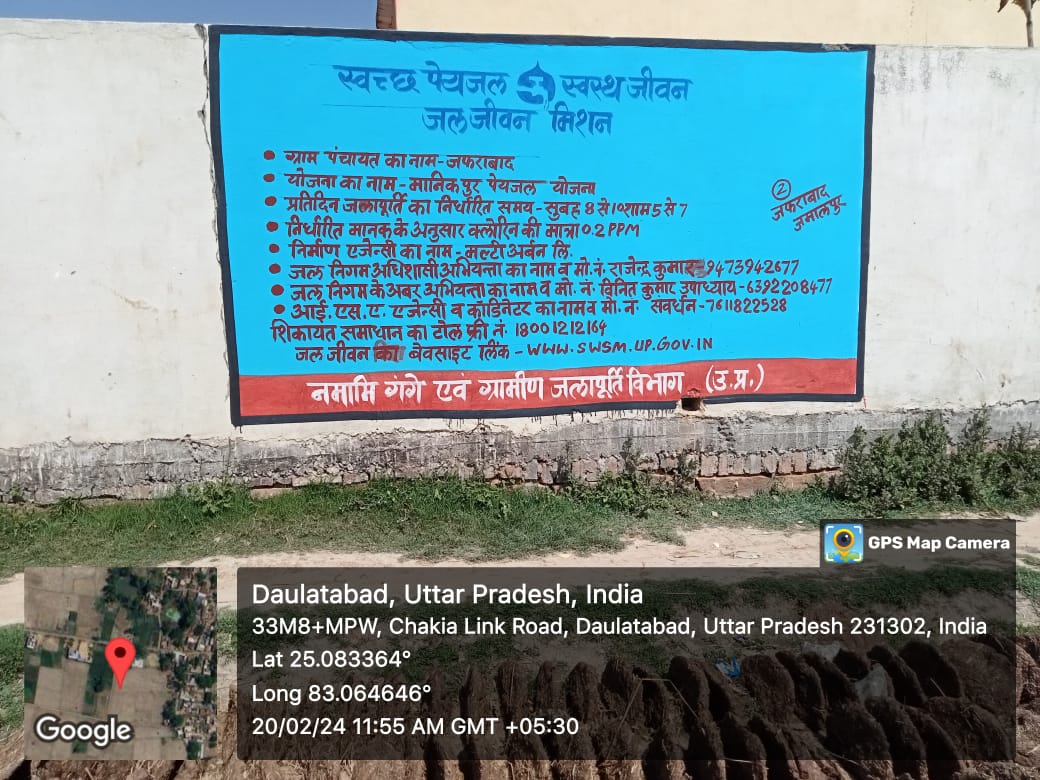 स्वच्छ पेयजल स्वस्थ जीवन
जल जीवन मिशन
• ग्राम पंचायत का नाम - जफराबाद
• योजना का नाम - मानिकपुर पेयजल योजना
• प्रतिदिन जलापूर्ति का निर्धारित समय - सुबह 8 से 10 शाम 5 से 7
• निर्धारित मानक के अनुसार क्लोरिन की मात्रा 0.2 PPM
• निर्माण एजेन्सी का नाम - मल्टी अर्बन लि.
• जल निगम अधिशासी अभियन्ता का नाम व मो.नं. राजेन्द्र कुमार - 9473942677
• जल निगम के अबर अभियन्ता का नाम व मो. नं. विनित कुमार उपाध्याय - 6392208477
• आई.एस.ए. एजेन्सी व कॉडिनेटर का नाम व मो. न. संवर्धन - 7611822528
शिकायत समाधान का टोल फ्री नं. 18001212164
जल जीवन का बेवसाइट लिंक - WWW.SWSM.UP.GOV.IN
नमामि गंगे एवं ग्रामीण जलापूर्ति विभाग (उ.प्र.)
2
जफराबाद
जमालपुर
GPS Map Camera
Daulatabad, Uttar Pradesh, India
33M8+MPW, Chakia Link Road, Daulatabad, Uttar Pradesh 231302, India
Lat 25.083364°
Long 83.064646°
20/02/24 11:55 AM GMT +05:30
Google